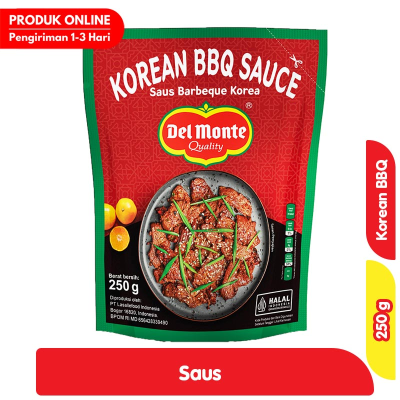 PRODUK ONLINE
Pengiriman 1-3 Hari
KOREAN BBQ SAUCE
Saus Barbeque Korea
Del Monte
®
Quality
Berat bersih:
250 g
Diproduksi oleh:
PT Lasallefood Indonesia
Bogor 16820, Indonesia
HALAL
INDONESIA
Korean BBQ
250 g
Saus